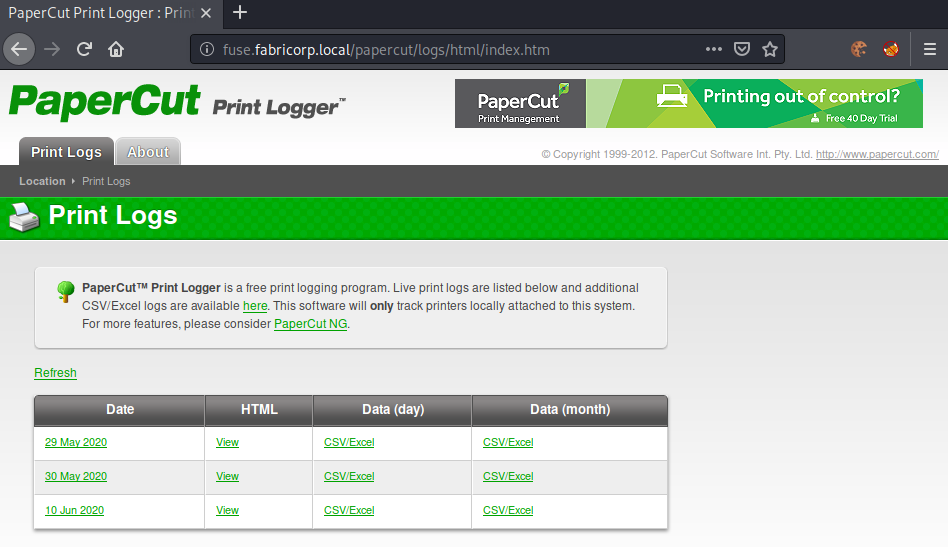 PaperCut Print Logger : Prin
fuse.fabricorp.local/papercut/logs/html/index.htm
PaperCut Print Logger™
PaperCut
Print Management
Printing out of control?
Free 40 Day Trial
Print Logs About
© Copyright 1999-2012. PaperCut Software Int. Pty. Ltd. http://www.papercut.com/
Location Print Logs
Print Logs
PaperCut™ Print Logger is a free print logging program. Live print logs are listed below and additional
CSV/Excel logs are available here. This software will only track printers locally attached to this system.
For more features, please consider PaperCut NG.
Refresh
Date HTML Data (day) Data (month)
29 May 2020 View CSV/Excel CSV/Excel
30 May 2020 View CSV/Excel CSV/Excel
10 Jun 2020 View CSV/Excel CSV/Excel